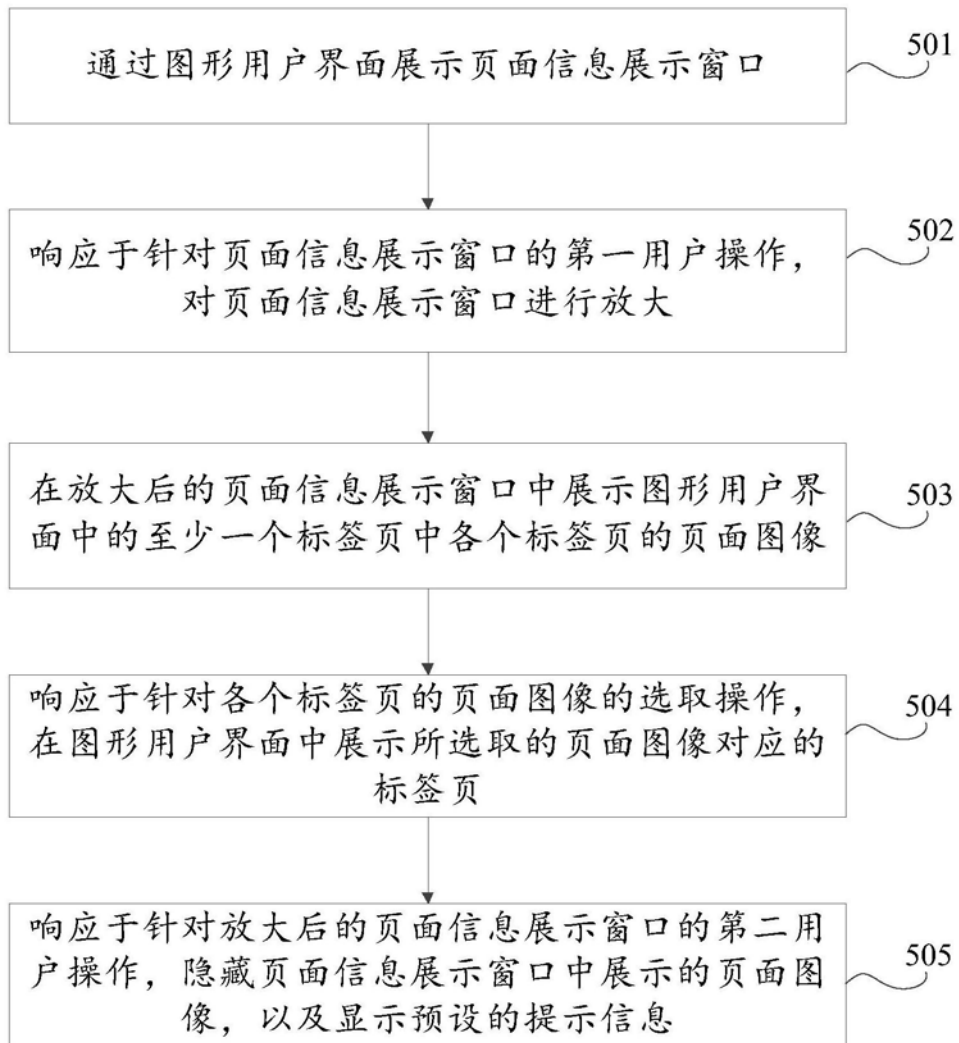 通过图形用户界面展示页面信息展示窗口
501
响应于针对页面信息展示窗口的第一用户操作，
对页面信息展示窗口进行放大
502
在放大后的页面信息展示窗口中展示图形用户界
面中的至少一个标签页中各个标签页的页面图像
503
响应于针对各个标签页的页面图像的选取操作，
在图形用户界面中展示所选取的页面图像对应的
标签页
504
响应于针对放大后的页面信息展示窗口的第二用
户操作，隐藏页面信息展示窗口中展示的页面图
像，以及显示预设的提示信息
505